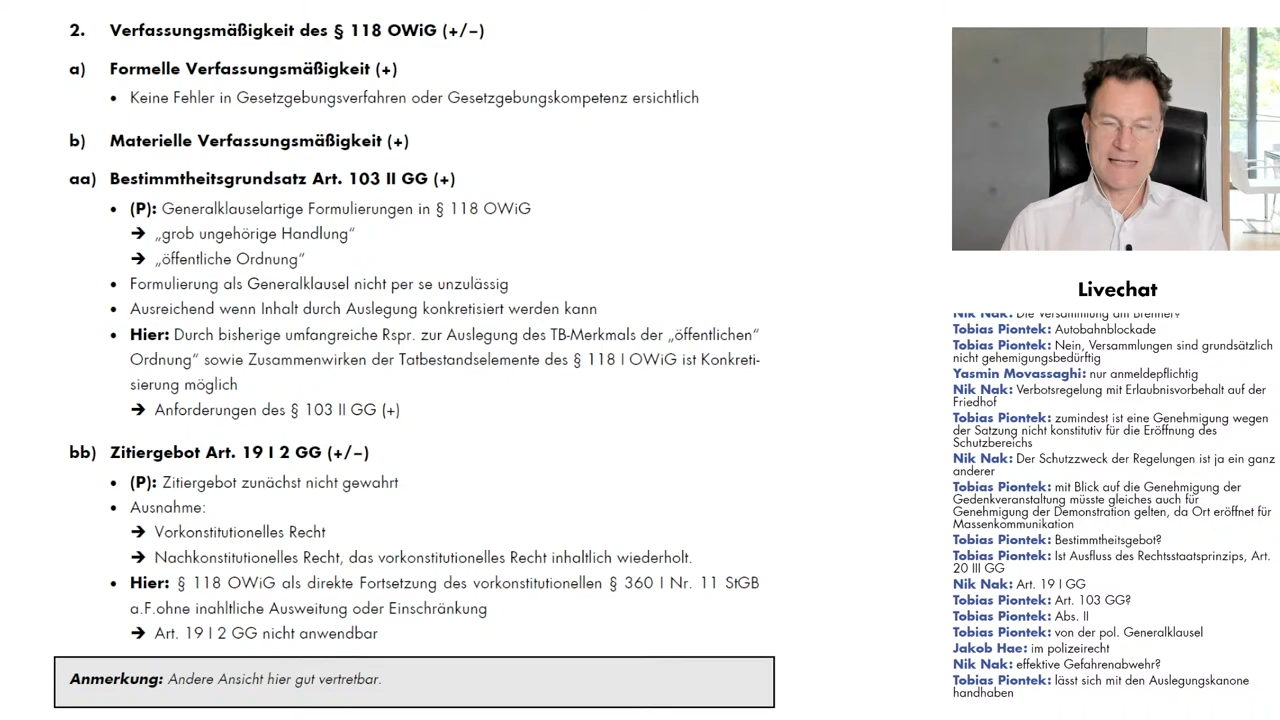 2. Verfassungsmäßigkeit des § 118 OWiG (+/–)
a) Formelle Verfassungsmäßigkeit (+)
• Keine Fehler in Gesetzgebungsverfahren oder Gesetzgebungskompetenz ersichtlich
b) Materielle Verfassungsmäßigkeit (+)
aa) Bestimmtheitsgrundsatz Art. 103 II GG (+)
• (P): Generalklauselartige Formulierungen in § 118 OWiG
➔ „grob ungehörige Handlung“
➔ „öffentliche Ordnung“
• Formulierung als Generalklausel nicht per se unzulässig
• Ausreichend wenn Inhalt durch Auslegung konkretisiert werden kann
• Hier: Durch bisherige umfangreiche Rspr. zur Auslegung des TB-Merkmals der „öffentlichen“
Ordnung“ sowie Zusammenwirken der Tatbestandselemente des § 118 I OWiG ist Konkreti-
sierung möglich
➔ Anforderungen des § 103 II GG (+)
bb) Zitiergebot Art. 19 I 2 GG (+/–)
• (P): Zitiergebot zunächst nicht gewahrt
• Ausnahme:
➔ Vorkonstitutionelles Recht
➔ Nachkonstitutionelles Recht, das vorkonstitutionelles Recht inhaltlich wiederholt.
• Hier: § 118 OWiG als direkte Fortsetzung des vorkonstitutionellen § 360 I Nr. 11 StGB
a.F.ohne inahltliche Ausweitung oder Einschränkung
➔ Art. 19 I 2 GG nicht anwendbar
Anmerkung: Andere Ansicht hier gut vertretbar.
Livechat
Nik Nak: Die Versammlung am Brenner?
Tobias Piontek: Autobahnblockade
Tobias Piontek: Nein, Versammlungen sind grundsätzlich
nicht gehemigungsbedürftig
Yasmin Movassaghi: nur anmeldepflichtig
Nik Nak: Verbotsregelung mit Erlaubnisvorbehalt auf der
Friedhof
Tobias Piontek: zumindest ist eine Genehmigung wegen
der Satzung nicht konstitutiv für die Eröffnung des
Schutzbereichs
Nik Nak: Der Schutzzweck der Regelungen ist ja ein ganz
anderer
Tobias Piontek: mit Blick auf die Genehmigung der
Gedenkveranstaltung müsste gleiches auch für
Genehmigung der Demonstration gelten, da Ort eröffnet für
Massenkommunikation
Tobias Piontek: Bestimmtheitsgebot?
Tobias Piontek: Ist Ausfluss des Rechtsstaatsprinzips, Art.
20 III GG
Nik Nak: Art. 19 I GG
Tobias Piontek: Art. 103 GG?
Tobias Piontek: Abs. II
Tobias Piontek: von der pol. Generalklausel
Jakob Hae: im polizeirecht
Nik Nak: effektive Gefahrenabwehr?
Tobias Piontek: lässt sich mit den Auslegungskanone
handhaben